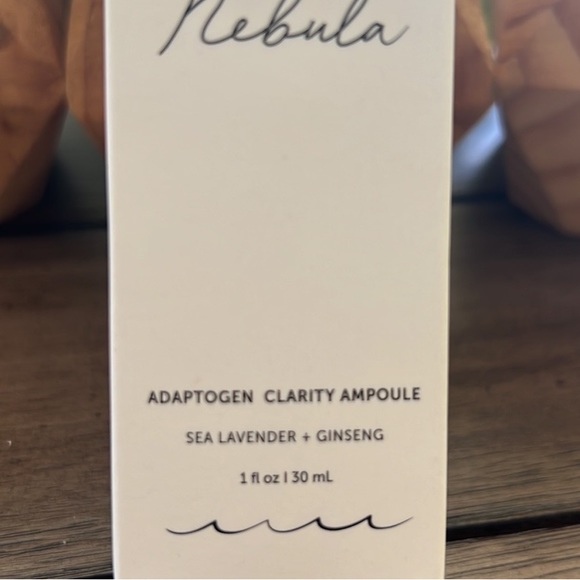 Nebula
ADAPTOGEN CLARITY AMPOULE
SEA LAVENDER + GINSENG
1 fl oz | 30 mL